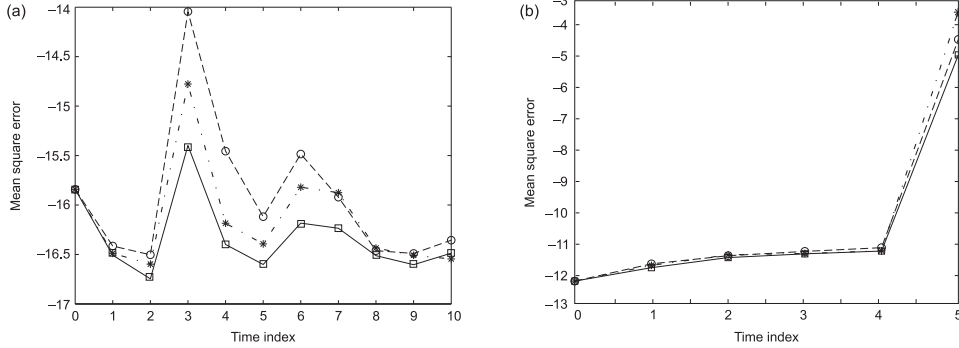 (a)
Mean square error
−14
−14.5
−15
−15.5
−16
−16.5
−17
0 1 2 3 4 5 6 7 8 9 10
Time index
(b)
Mean square error
−3
−4
−5
−6
−7
−8
−9
−10
−11
−12
−13
0 1 2 3 4 5
Time index